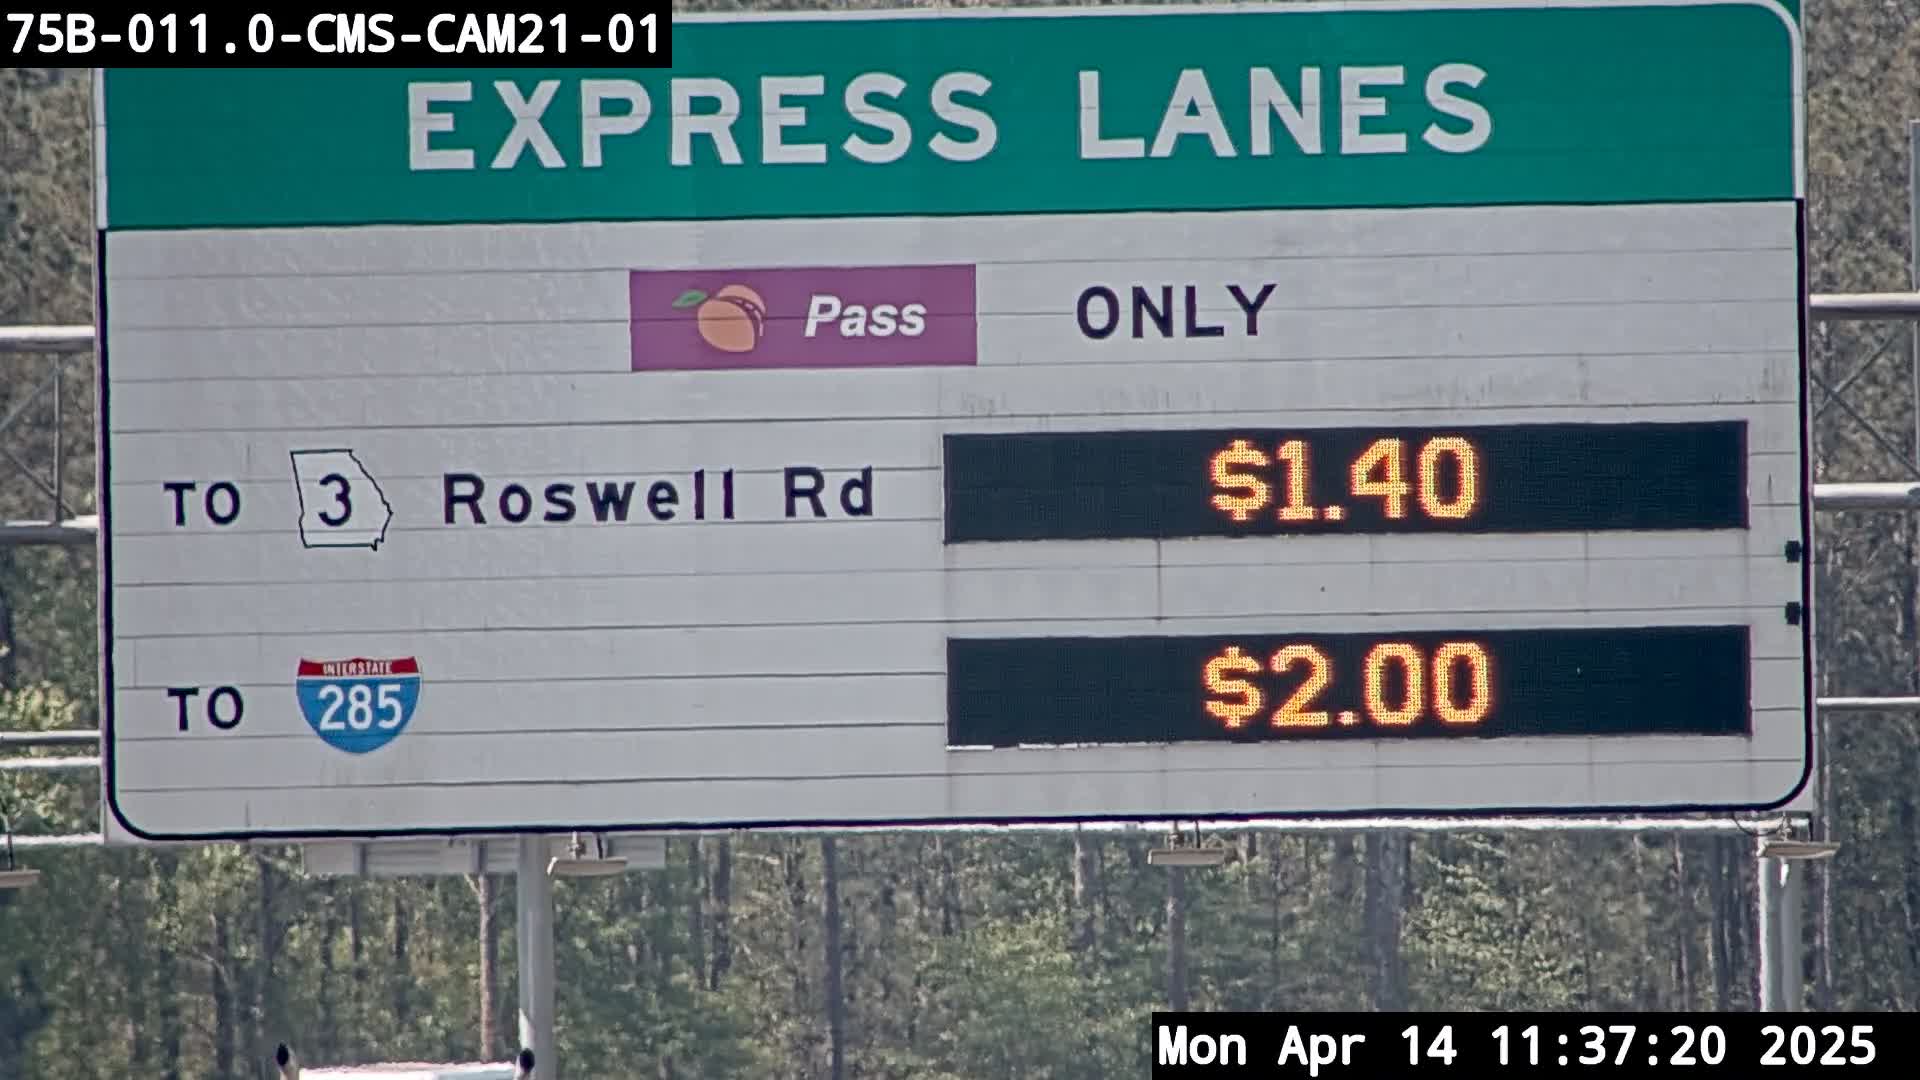 75B-011.0-CMS-CAM21-01
EXPRESS LANES
Pass ONLY
TO 3 Roswell Rd $1.40
TO INTERSTATE 285 $2.00
Mon Apr 14 11:37:20 2025